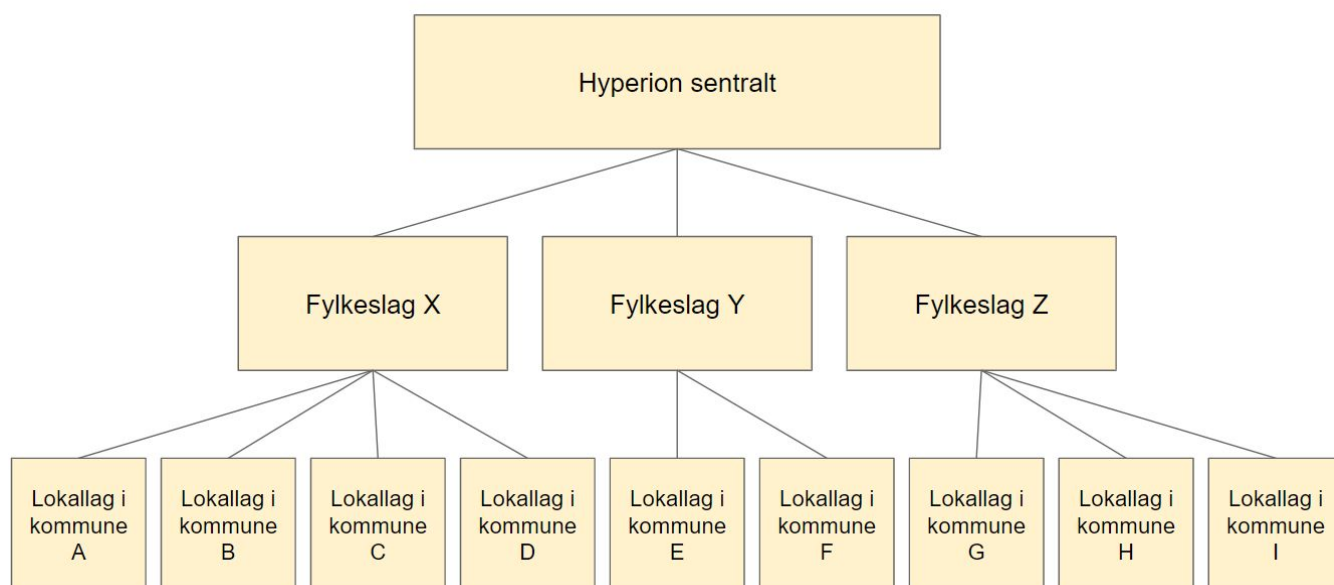 Hyperion sentralt
Fylkeslag X
Fylkeslag Y
Fylkeslag Z
Lokallag i
kommune
A
Lokallag i
kommune
B
Lokallag i
kommune
C
Lokallag i
kommune
D
Lokallag i
kommune
E
Lokallag i
kommune
F
Lokallag i
kommune
G
Lokallag i
kommune
H
Lokallag i
kommune
I